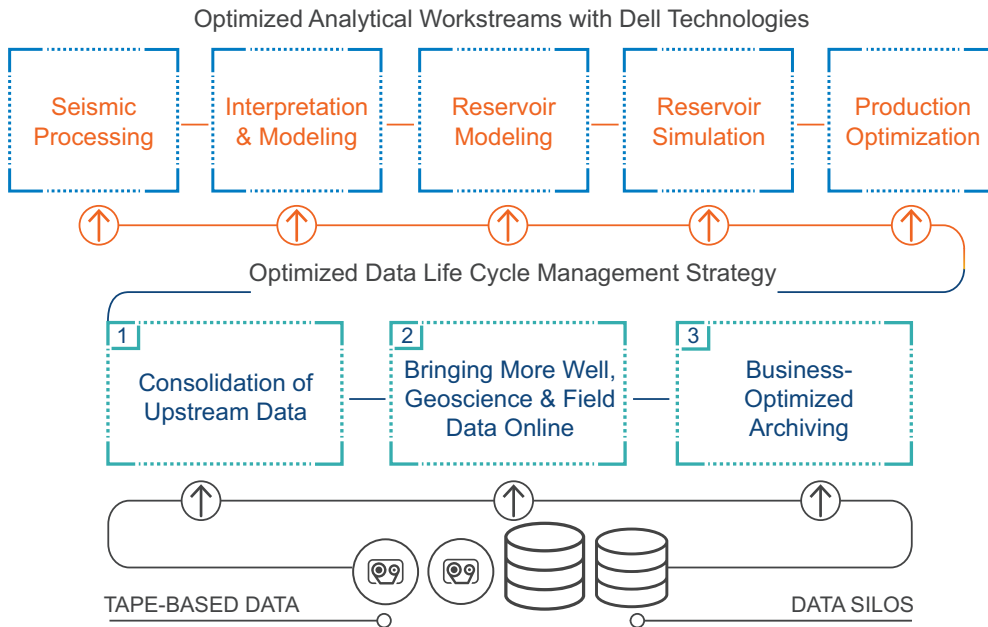 Optimized Analytical Workstreams with Dell Technologies
Seismic
Processing
Interpretation
& Modeling
Reservoir
Modeling
Reservoir
Simulation
Production
Optimization
Optimized Data Life Cycle Management Strategy
1
Consolidation of
Upstream Data
2
Bringing More Well,
Geoscience & Field
Data Online
3
Business-
Optimized
Archiving
TAPE-BASED DATA
DATA SILOS